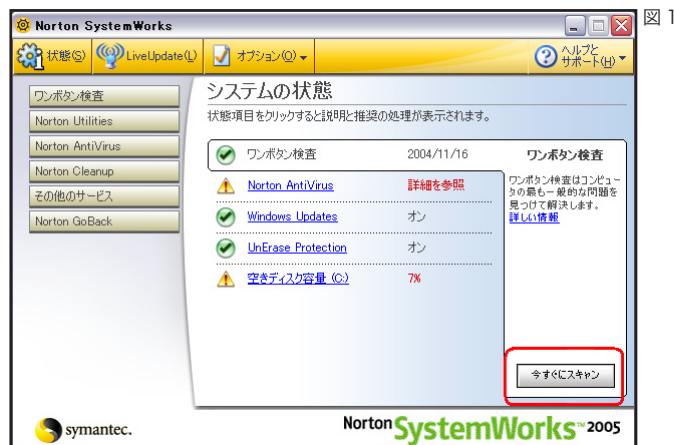 Norton SystemWorks
図 1
状態(S) LiveUpdate(L) オプション(O) ヘルプとサポート(H)
ワンボタン検査
Norton Utilities
Norton AntiVirus
Norton Cleanup
その他のサービス
Norton GoBack
システムの状態
状態項目をクリックすると説明と推奨の処理が表示されます。
ワンボタン検査 2004/11/16
Norton AntiVirus 詳細を参照
Windows Updates オン
UnErase Protection オン
空きディスク容量 (C:) 7%
ワンボタン検査
ワンボタン検査はコンピュー
タの最も一般的な問題を
見つけて解決します。
詳しい情報
今すぐにスキャン
symantec.
Norton SystemWorks™ 2005